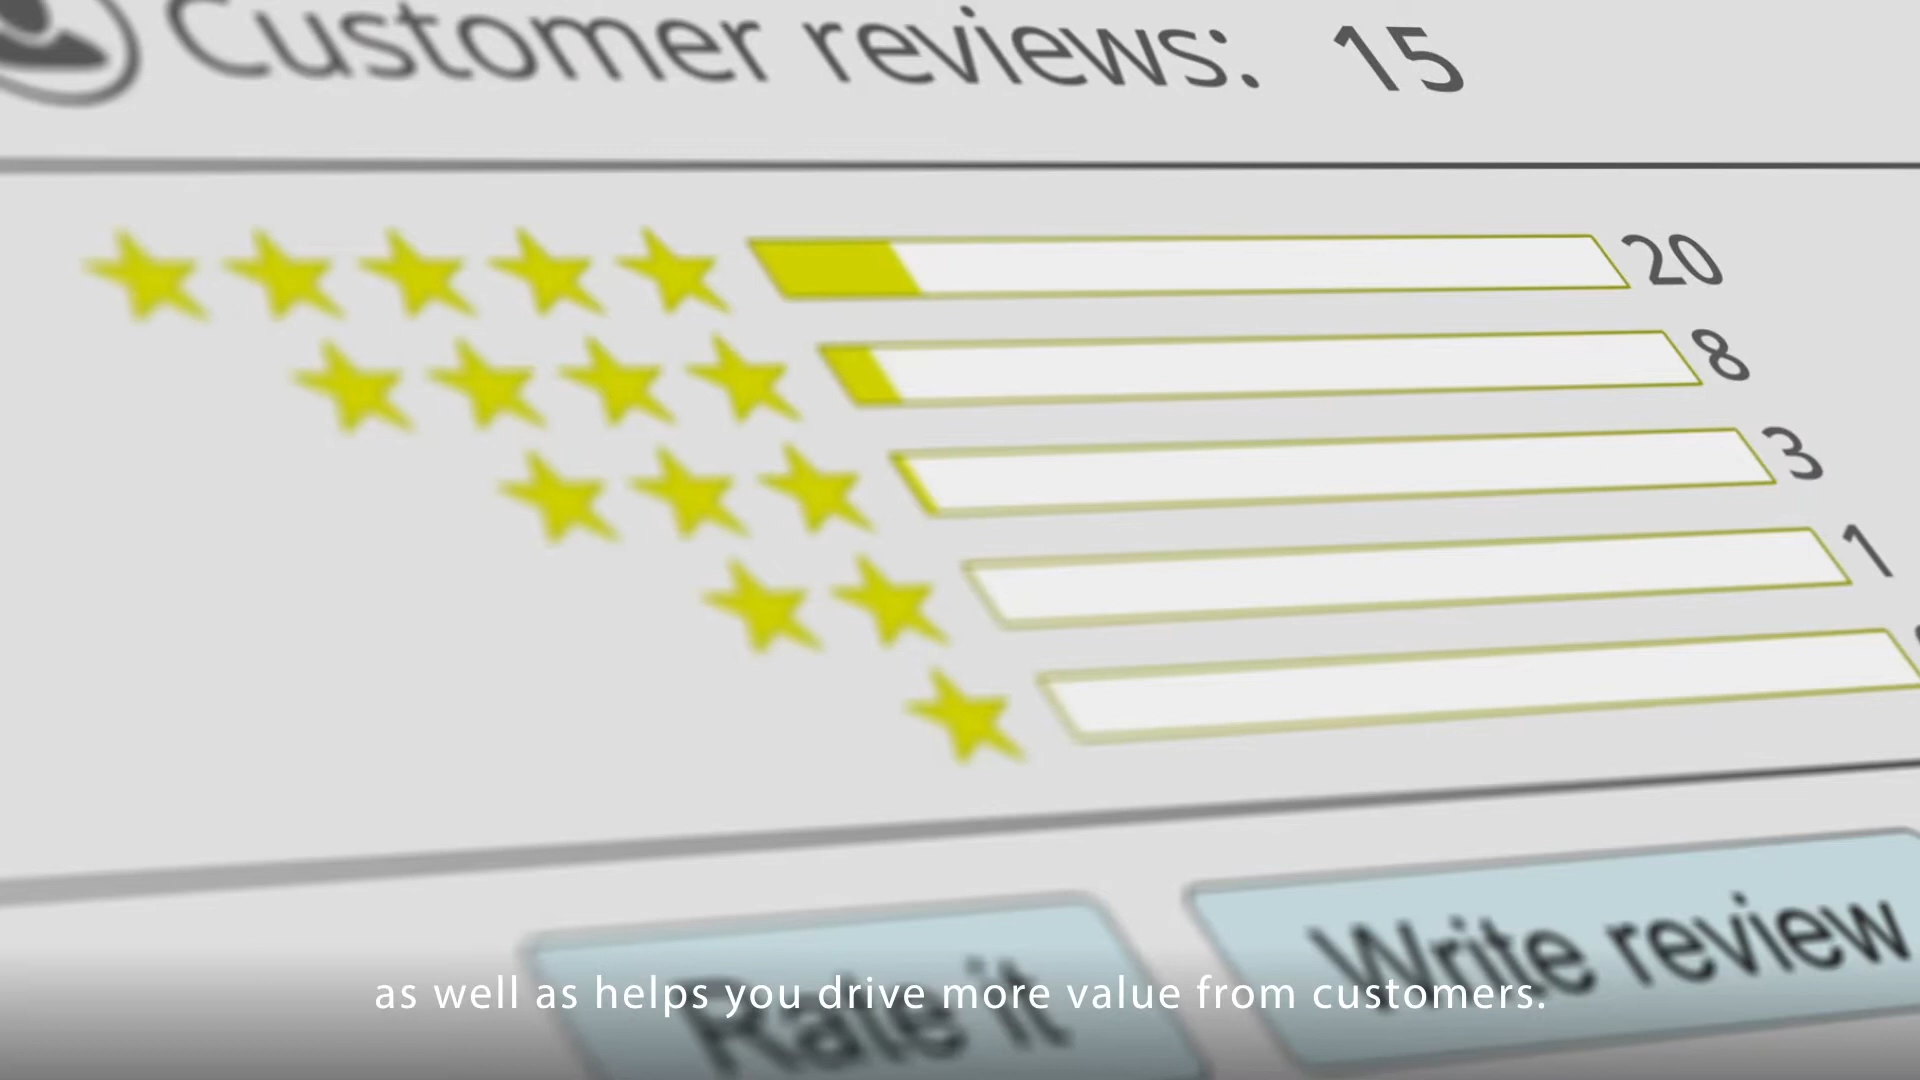 Customer reviews: 15
20
8
3
1
Rate it
Write review
as well as helps you drive more value from customers.